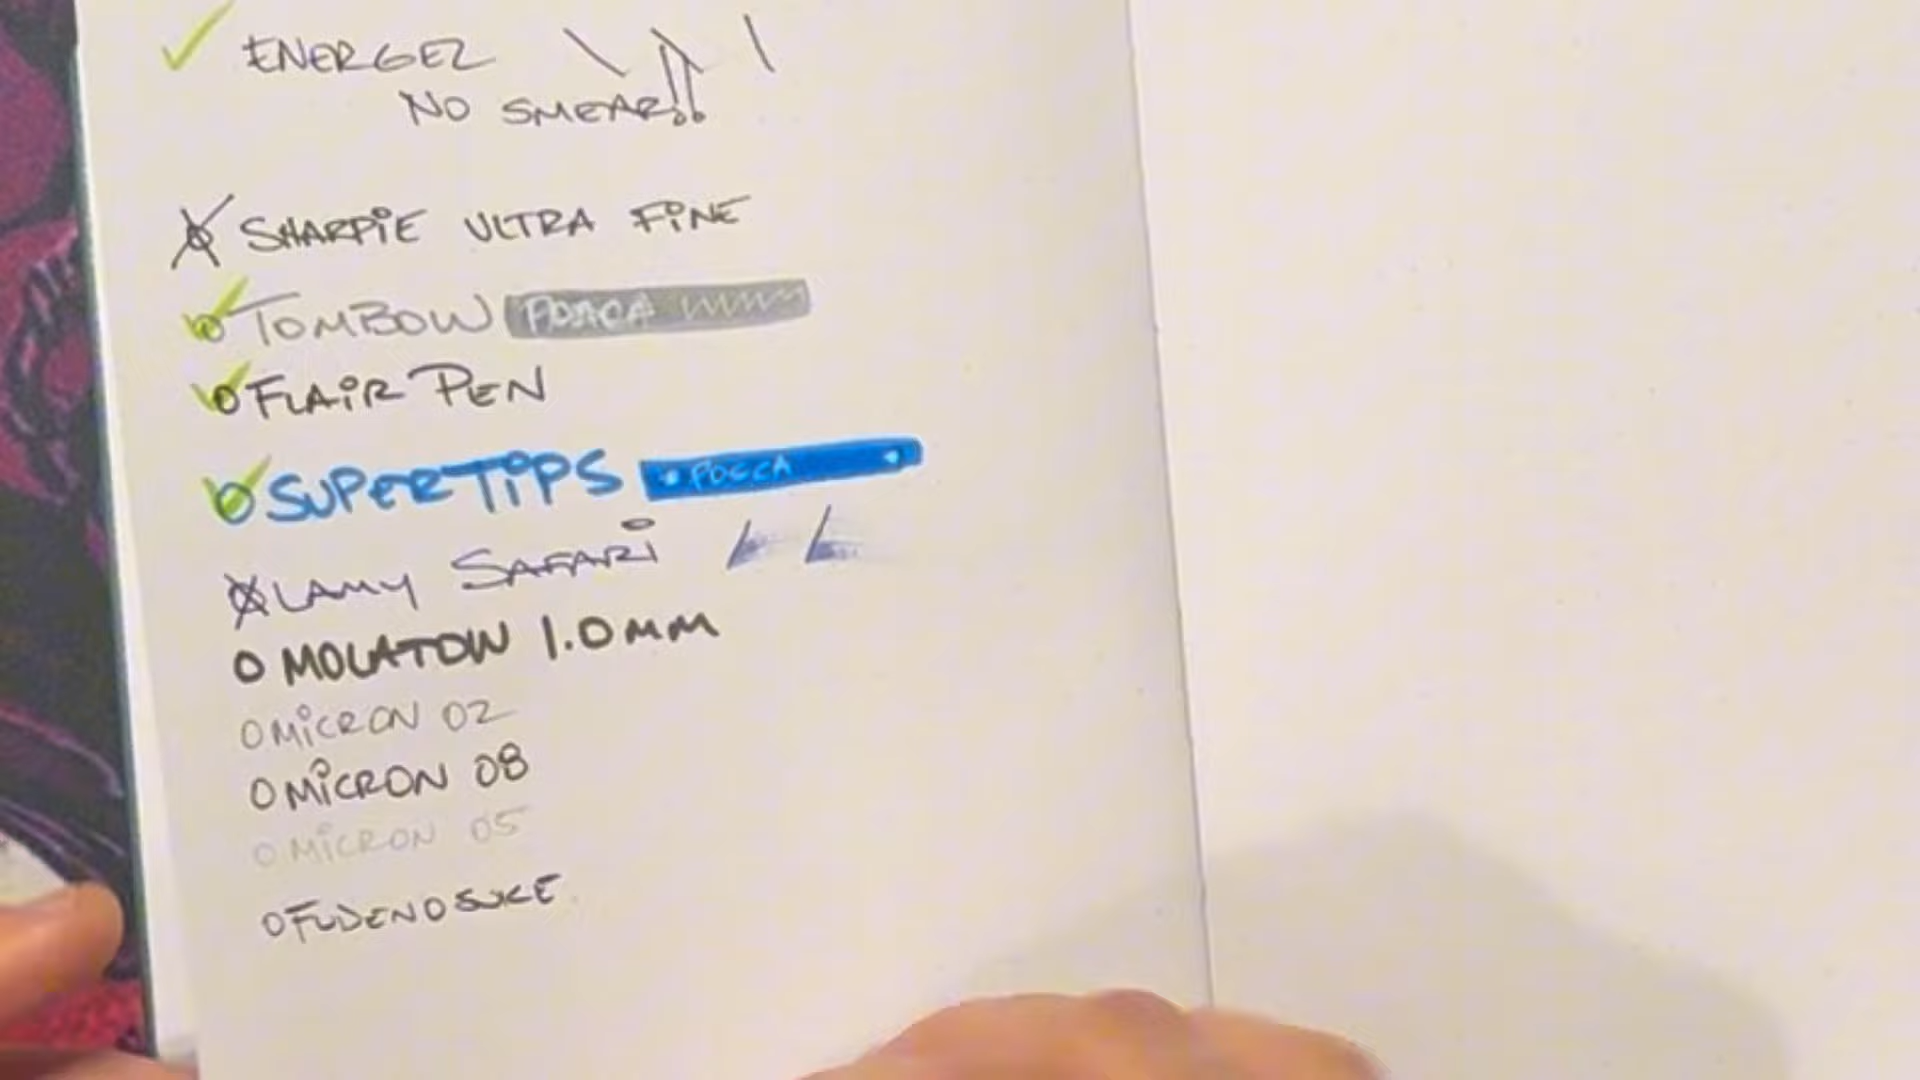 ENERGEL
NO SMEAR!!
SHARPIE ULTRA FINE
TOMBOW POSCA
FLAIR PEN
SUPERTIPS POSCA
LAMY SAFARI
MOLATOW 1.0MM
MICRON 02
MICRON 08
MICRON 05
FUDENOSUKE